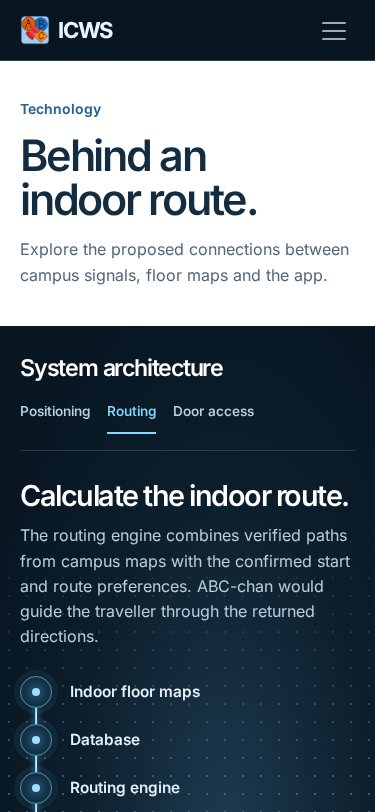 ABC
ICWS
Technology
Behind an
indoor route.
Explore the proposed connections between
campus signals, floor maps and the app.
System architecture
Positioning Routing Door access
Calculate the indoor route.
The routing engine combines verified paths
from campus maps with the confirmed start
and route preferences. ABC-chan would
guide the traveller through the returned
directions.
Indoor floor maps
Database
Routing engine